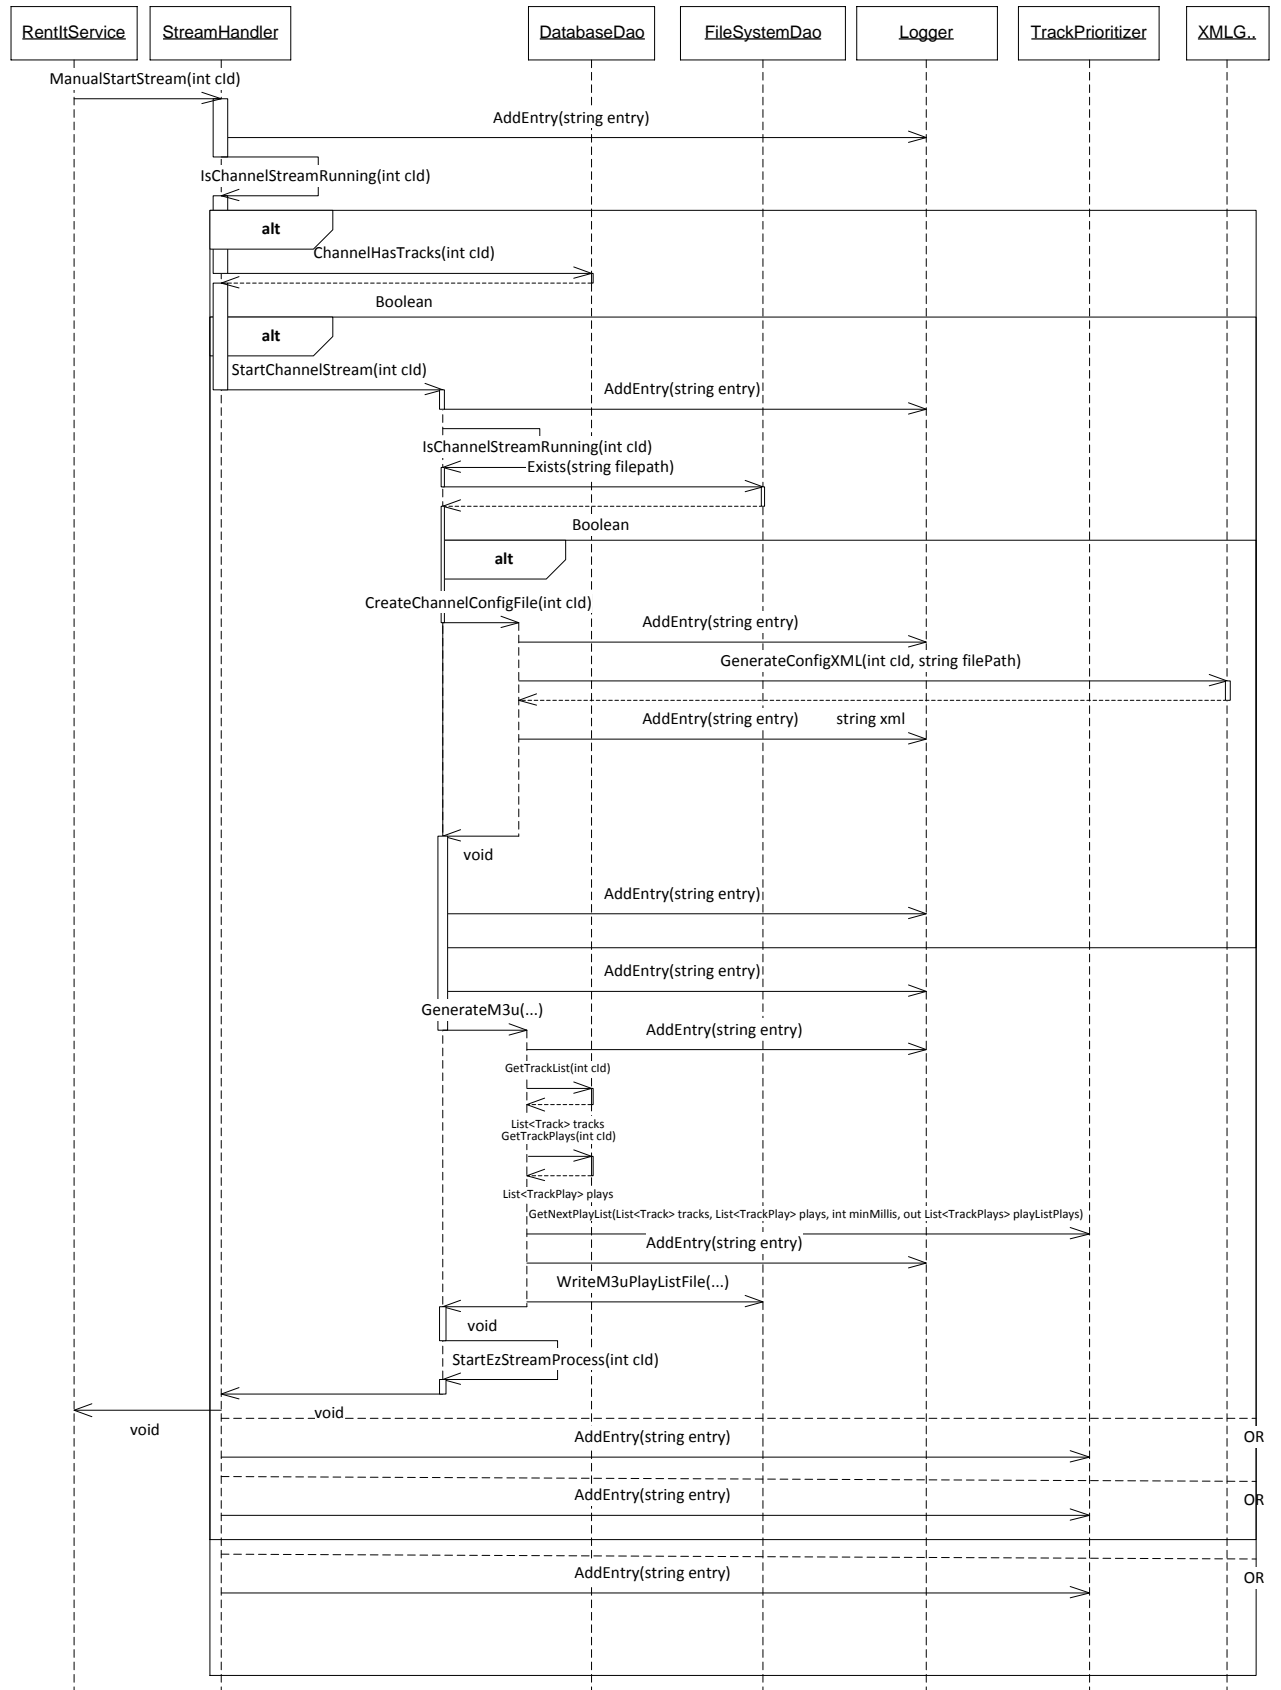 RentItService
StreamHandler
DatabaseDao
FileSystemDao
Logger
TrackPrioritizer
XMLG..
ManualStartStream(int cId)
AddEntry(string entry)
IsChannelStreamRunning(int cId)
alt
ChannelHasTracks(int cId)
Boolean
alt
StartChannelStream(int cId)
AddEntry(string entry)
IsChannelStreamRunning(int cId)
Exists(string filepath)
Boolean
alt
CreateChannelConfigFile(int cId)
AddEntry(string entry)
GenerateConfigXML(int cId, string filePath)
AddEntry(string entry)
string xml
void
AddEntry(string entry)
AddEntry(string entry)
GenerateM3u(...)
AddEntry(string entry)
GetTrackList(int cId)
List<Track> tracks
GetTrackPlays(int cId)
List<TrackPlay> plays
GetNextPlayList(List<Track> tracks, List<TrackPlay> plays, int minMillis, out List<TrackPlays> playListPlays)
AddEntry(string entry)
WriteM3uPlayListFile(...)
void
StartEzStreamProcess(int cId)
void
void
AddEntry(string entry)
OR
AddEntry(string entry)
OR
AddEntry(string entry)
OR